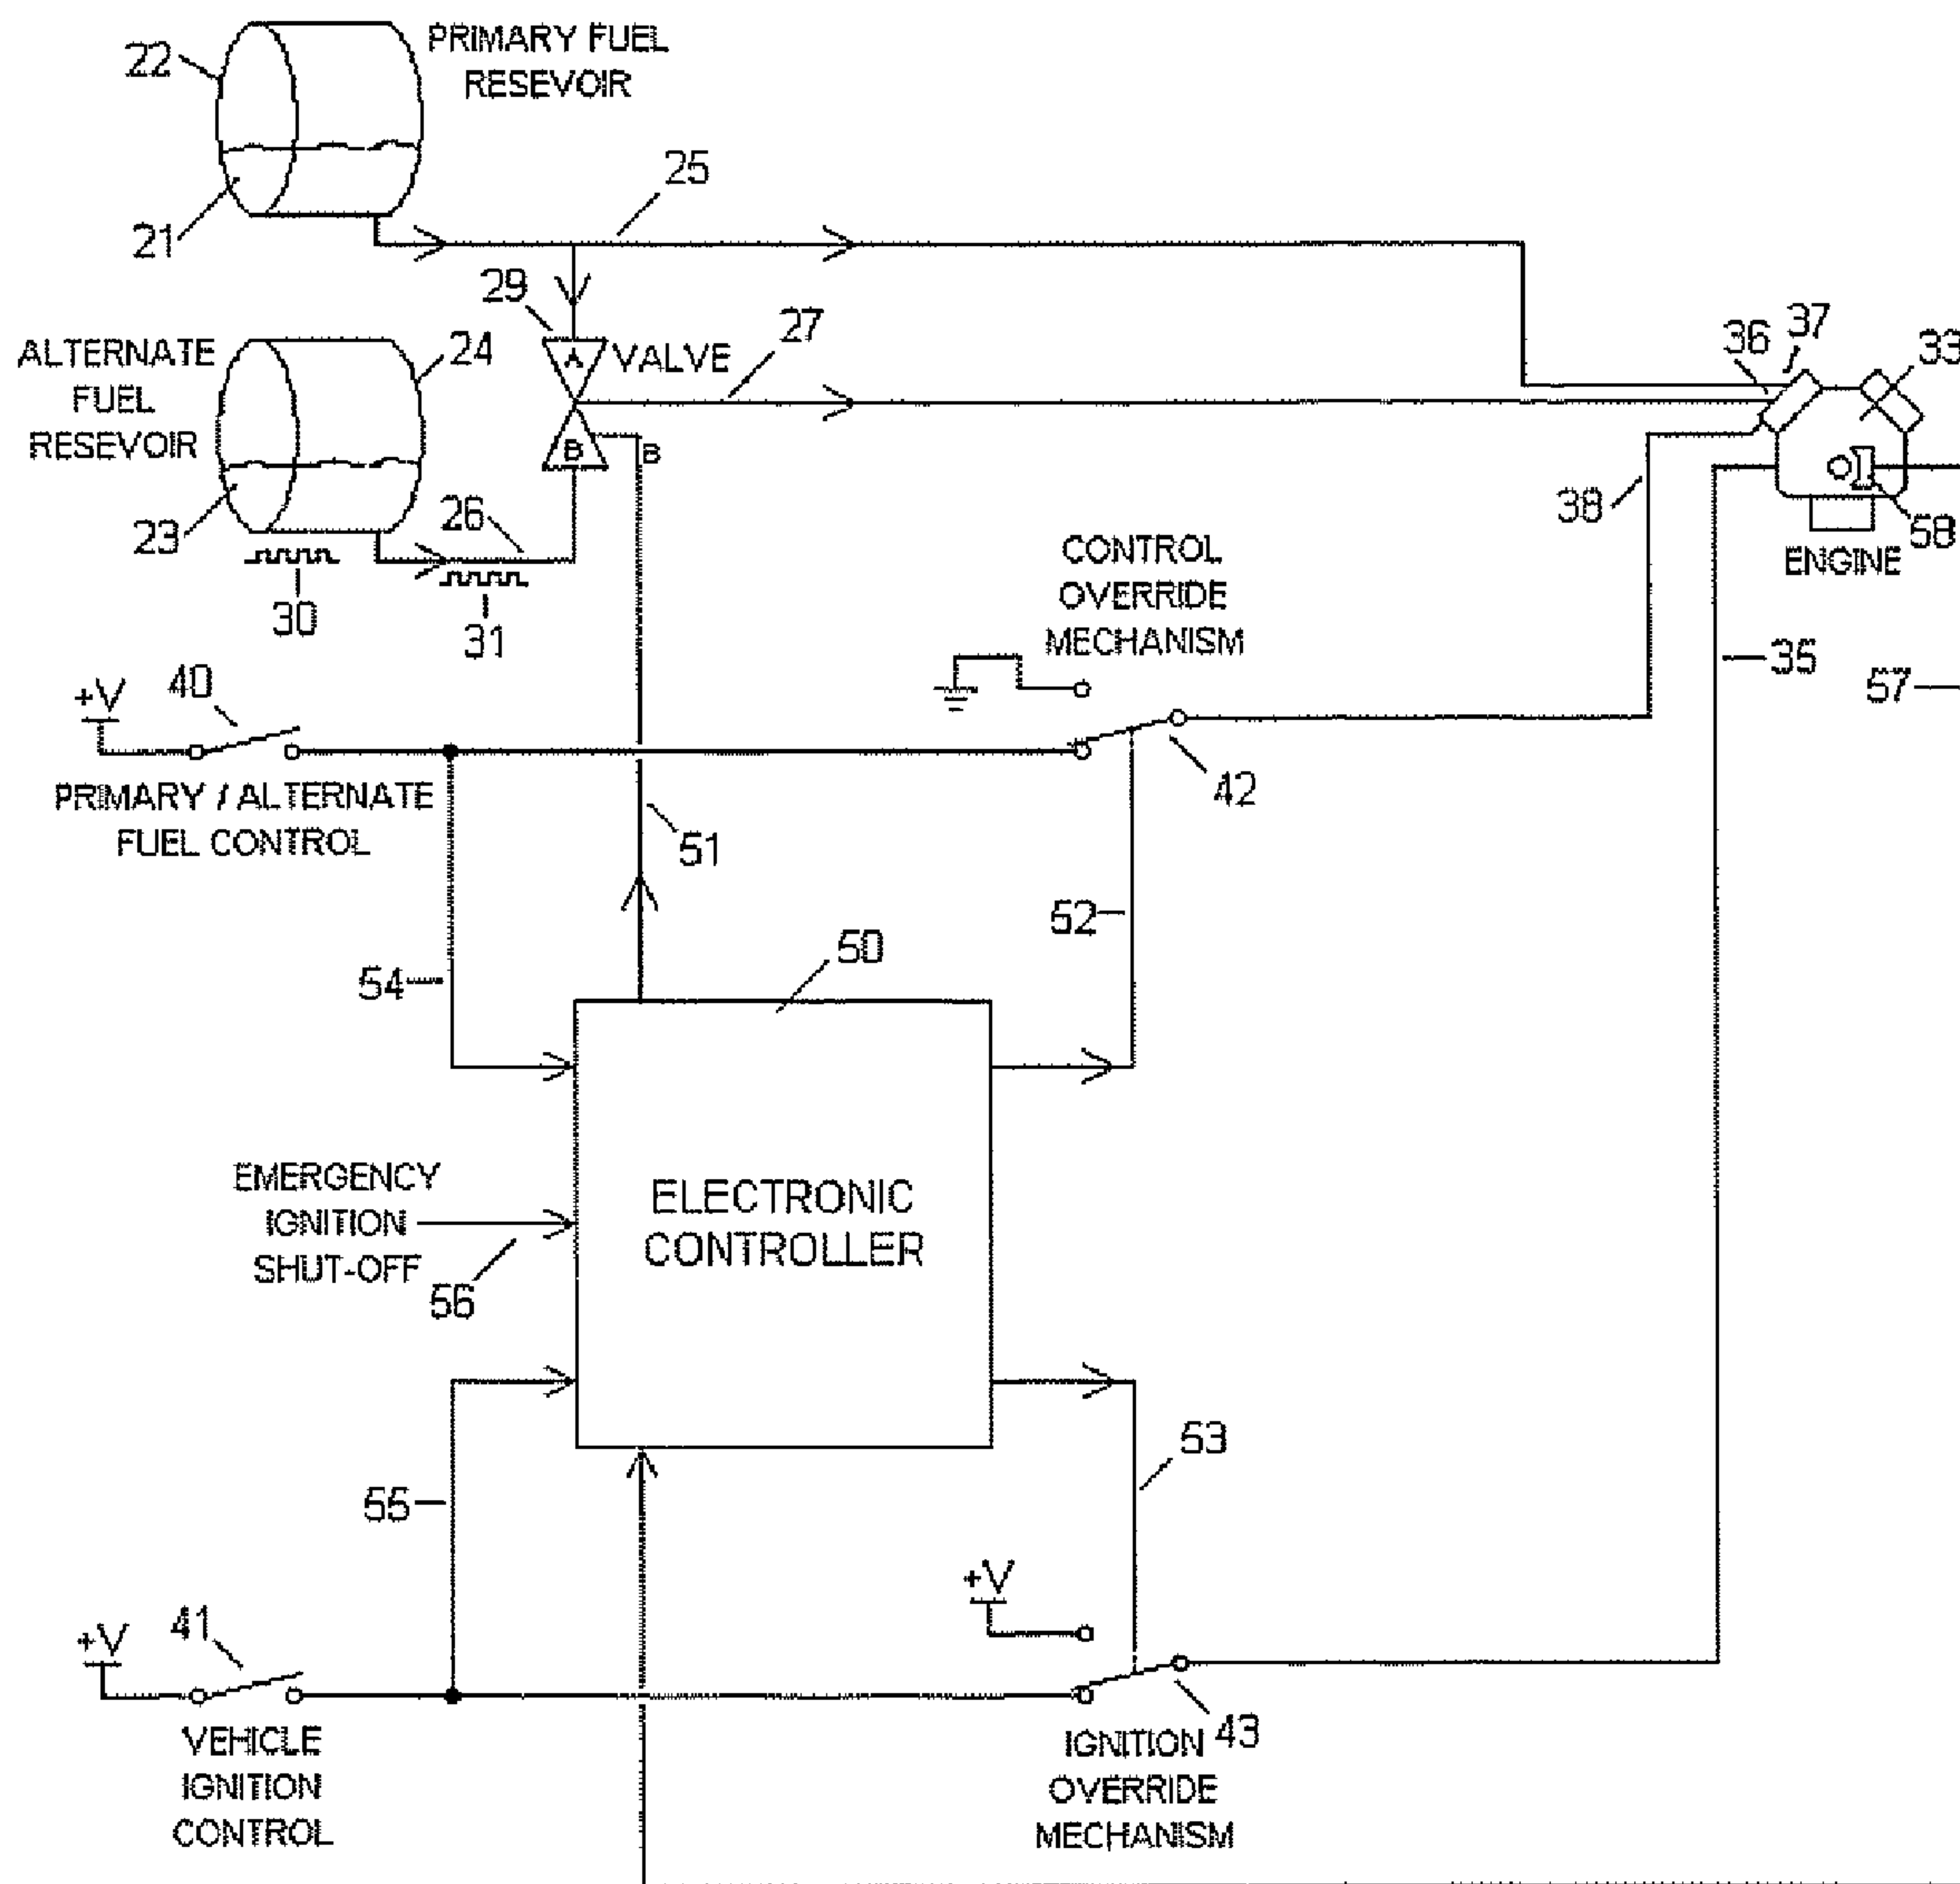 PRIMARY FUEL
RESEVOIR
22
21
25
29
27
VALVE
A
B
B
ALTERNATE
FUEL
RESEVOIR
24
23
26
30
31
36
37
33
38
58
ENGINE
35
57
CONTROL
OVERRIDE
MECHANISM
+V
40
42
PRIMARY / ALTERNATE
FUEL CONTROL
51
52
54
50
EMERGENCY
IGNITION
SHUT-OFF
56
ELECTRONIC
CONTROLLER
55
53
+V
+V
41
43
VEHICLE
IGNITION
CONTROL
IGNITION
OVERRIDE
MECHANISM